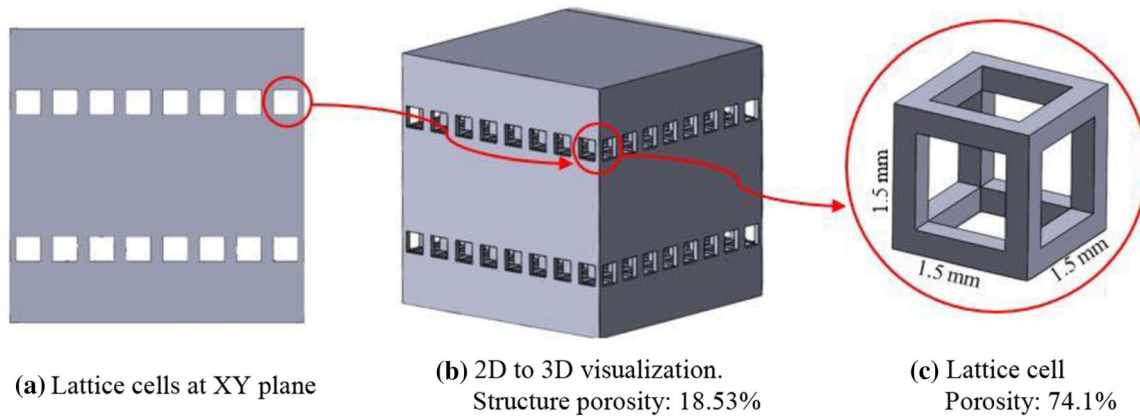 1.5 mm
1.5 mm
1.5 mm
(a) Lattice cells at XY plane
(b) 2D to 3D visualization.
Structure porosity: 18.53%
(c) Lattice cell
Porosity: 74.1%